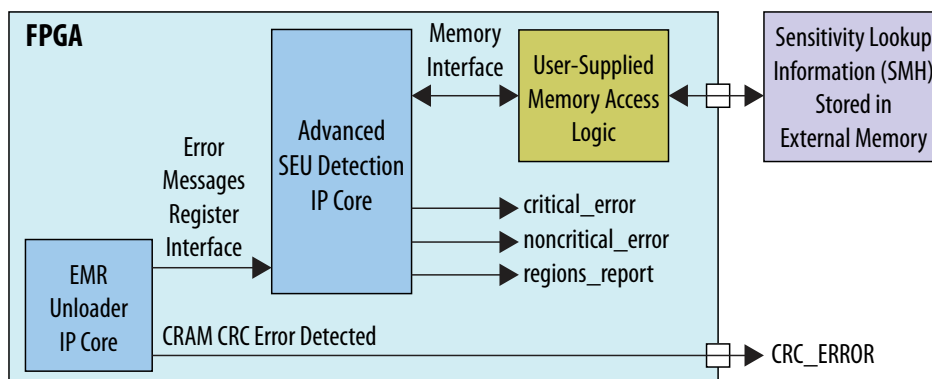 FPGA
Advanced
SEU Detection
IP Core
Memory
Interface
User-Supplied
Memory Access
Logic
Sensitivity Lookup
Information (SMH)
Stored in
External Memory
Error
Messages
Register
Interface
critical_error
noncritical_error
regions_report
EMR
Unloader
IP Core
CRAM CRC Error Detected
CRC_ERROR